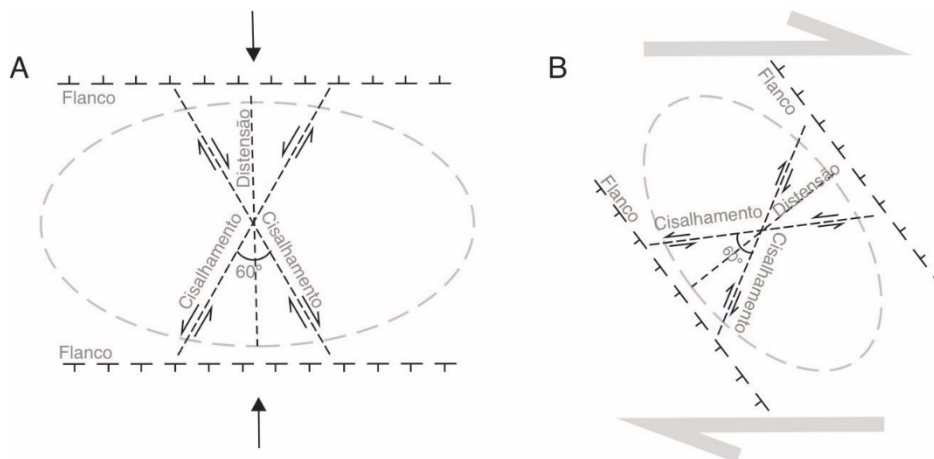 A
Flanco
Distensão
Cisalhamento
Cisalhamento
60°
Flanco
B
Flanco
Flanco
Distensão
Cisalhamento
60°
Cisalhamento